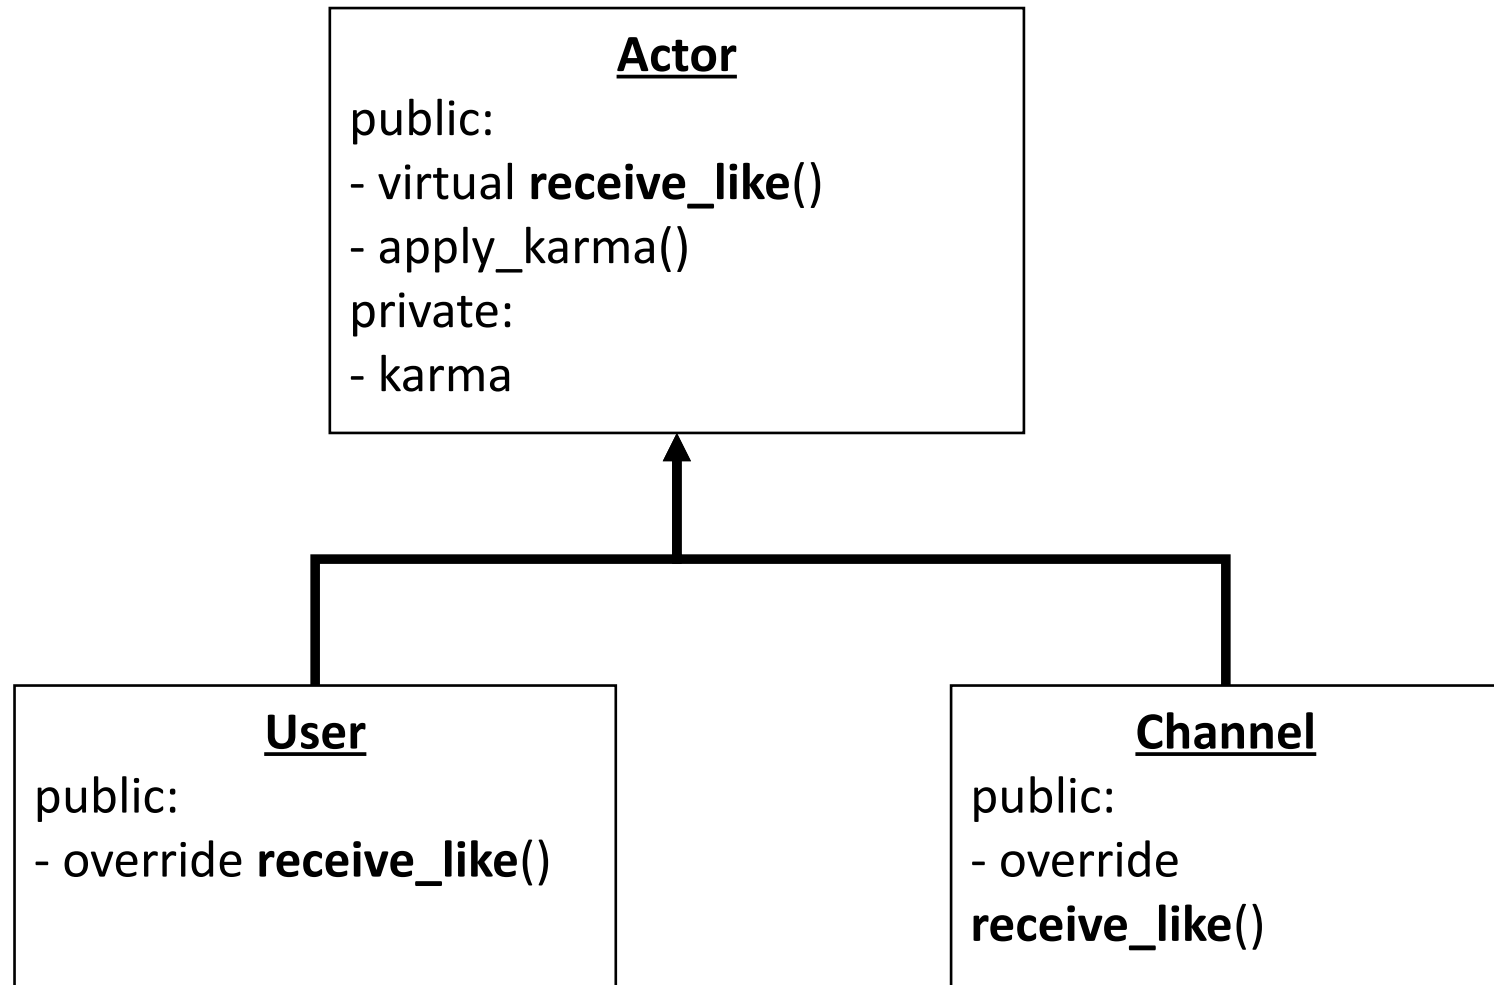 Actor
public:
- virtual receive_like()
- apply_karma()
private:
- karma
User
public:
- override receive_like()
Channel
public:
- override
receive_like()